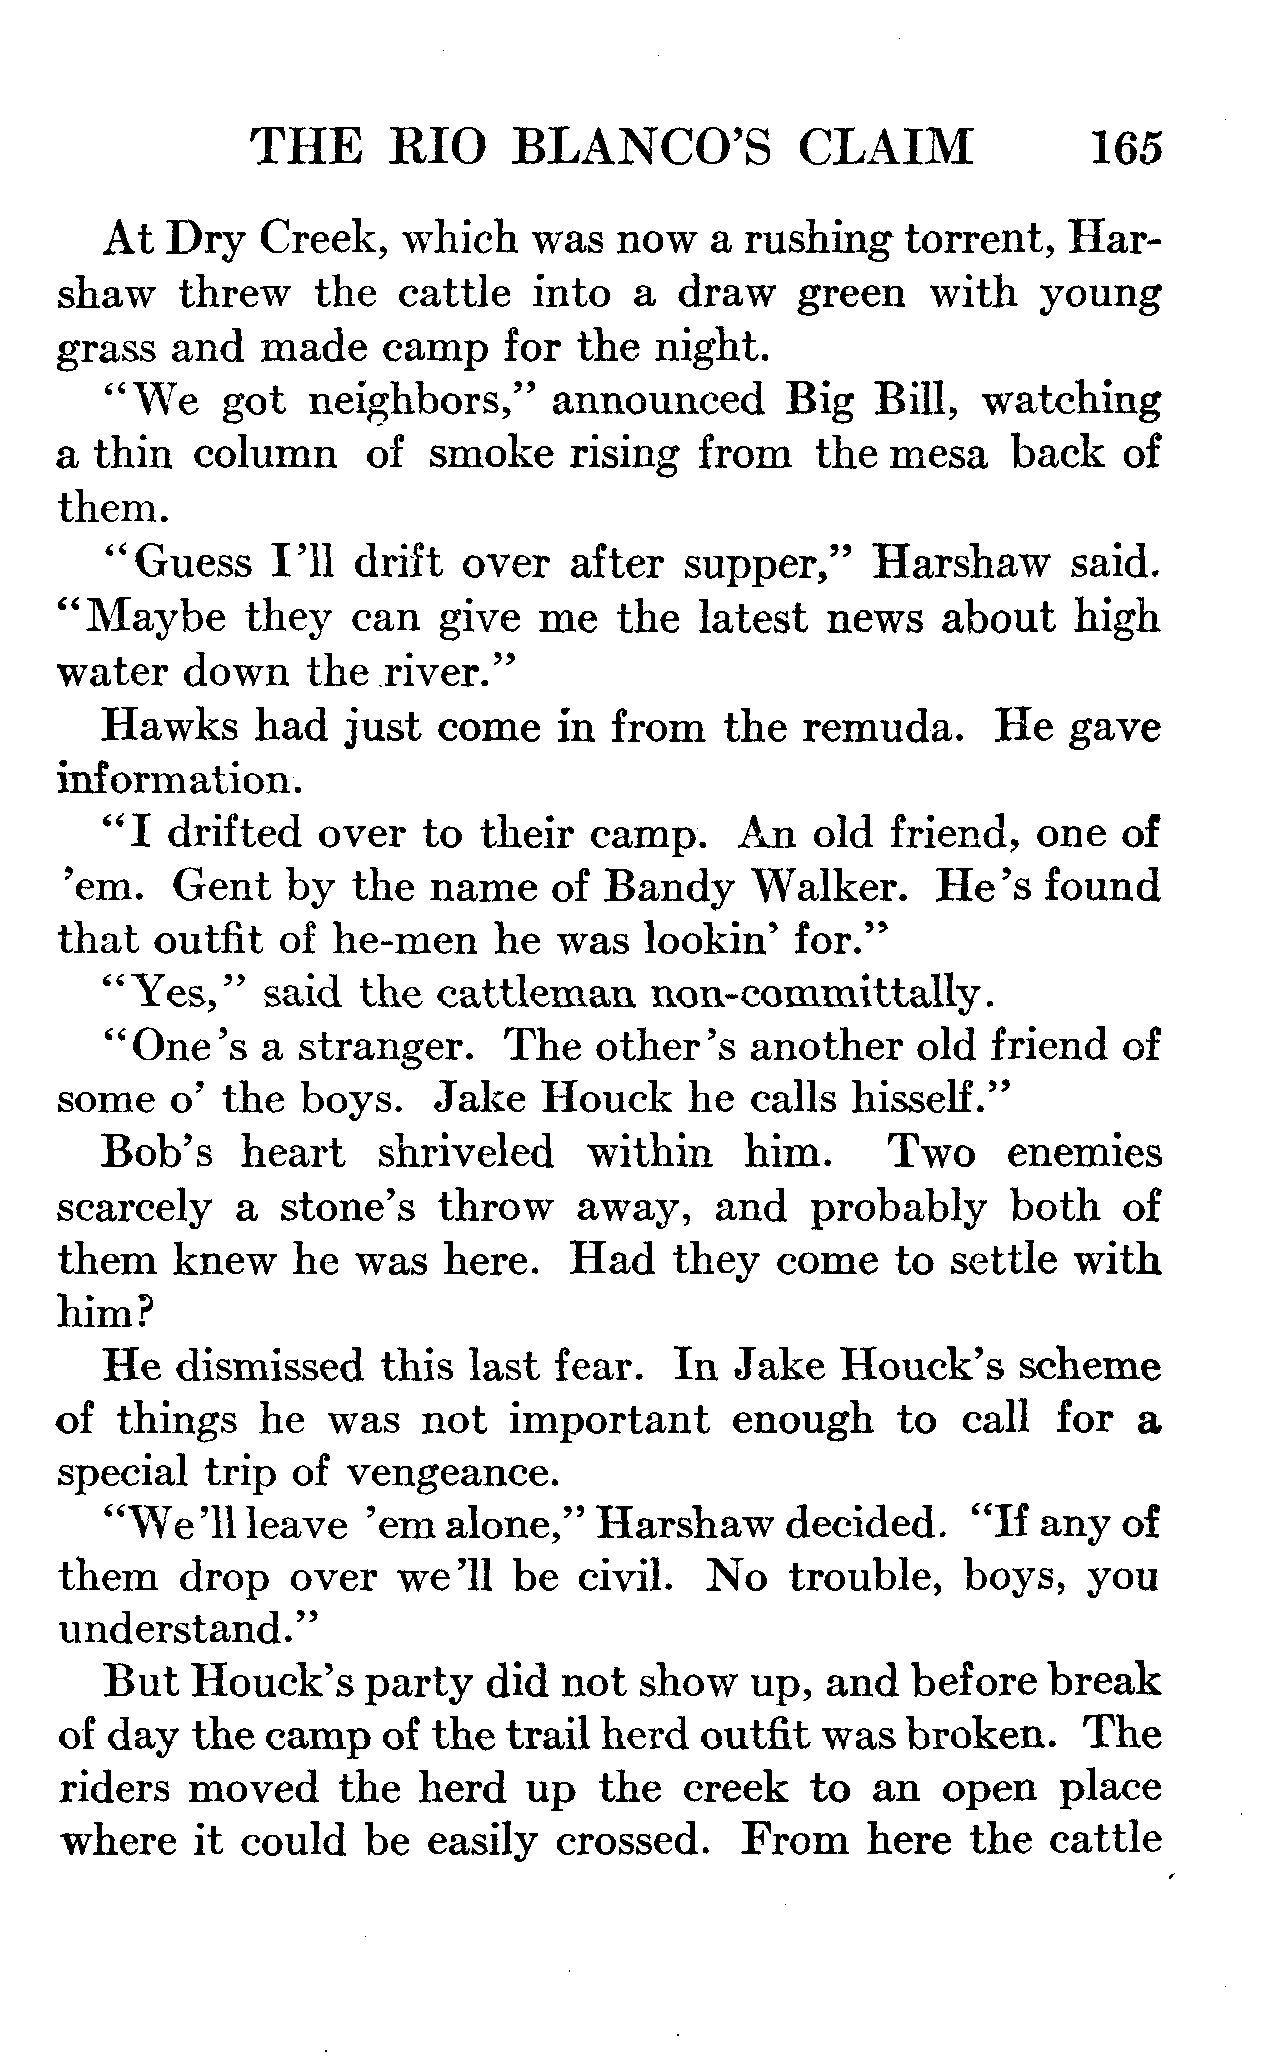 THE RIO BLANCO'S CLAIM 165
At Dry Creek, which was now a rushing torrent, Har-
shaw threw the cattle into a draw green with young
grass and made camp for the night.
"We got neighbors," announced Big Bill, watching
a thin column of smoke rising from the mesa back of
them.
"Guess I'll drift over after supper," Harshaw said.
"Maybe they can give me the latest news about high
water down the river."
Hawks had just come in from the remuda. He gave
information.
"I drifted over to their camp. An old friend, one of
'em. Gent by the name of Bandy Walker. He's found
that outfit of he-men he was lookin' for."
"Yes," said the cattleman non-committally.
"One's a stranger. The other's another old friend of
some o' the boys. Jake Houck he calls hisself."
Bob's heart shriveled within him. Two enemies
scarcely a stone's throw away, and probably both of
them knew he was here. Had they come to settle with
him?
He dismissed this last fear. In Jake Houck's scheme
of things he was not important enough to call for a
special trip of vengeance.
"We'll leave 'em alone," Harshaw decided. "If any of
them drop over we'll be civil. No trouble, boys, you
understand."
But Houck's party did not show up, and before break
of day the camp of the trail herd outfit was broken. The
riders moved the herd up the creek to an open place
where it could be easily crossed. From here the cattle